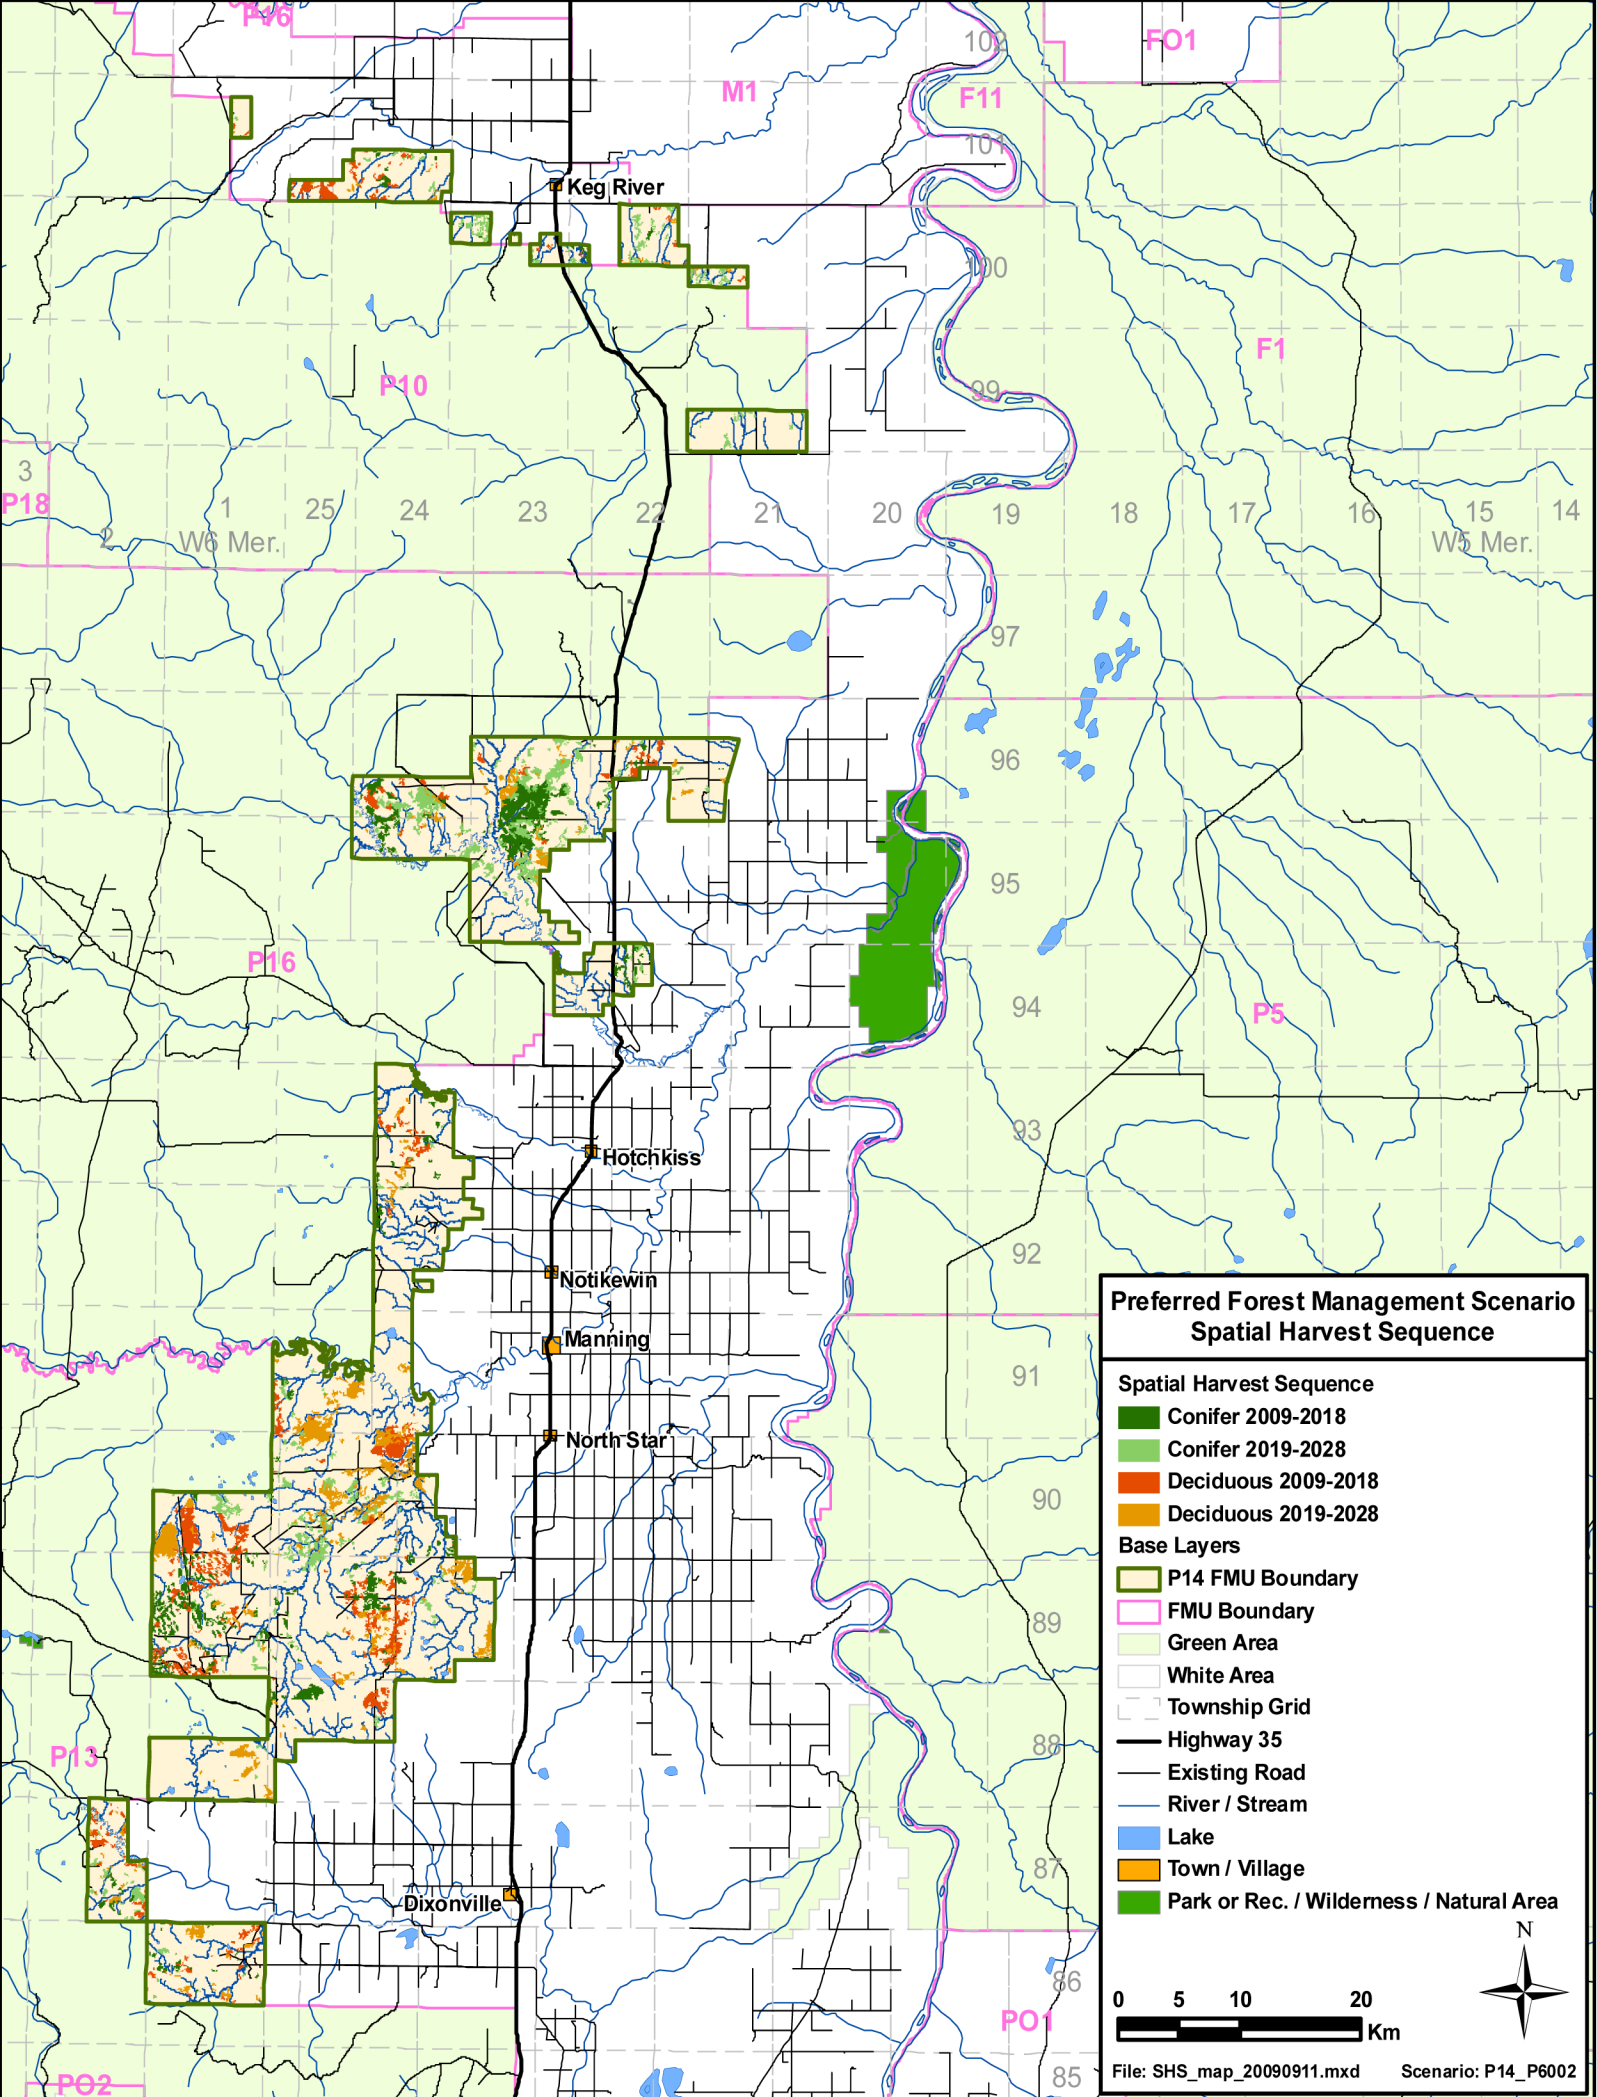 P16
102
FO1
M1
F11
101
Keg River
100
F1
P10
99
3
P18
1
25
24
23
22
21
20
19
18
17
16
15
14
2
W6 Mer.
W5 Mer.
97
96
95
P16
94
P5
93
Hotchkiss
92
Notikewin
Manning
91
North Star
90
89
88
P13
87
Dixonville
86
PO1
85
PO2
Preferred Forest Management Scenario
Spatial Harvest Sequence
Spatial Harvest Sequence
Conifer 2009-2018
Conifer 2019-2028
Deciduous 2009-2018
Deciduous 2019-2028
Base Layers
P14 FMU Boundary
FMU Boundary
Green Area
White Area
Township Grid
Highway 35
Existing Road
River / Stream
Lake
Town / Village
Park or Rec. / Wilderness / Natural Area
N
0 5 10 20
Km
File: SHS_map_20090911.mxd Scenario: P14_P6002